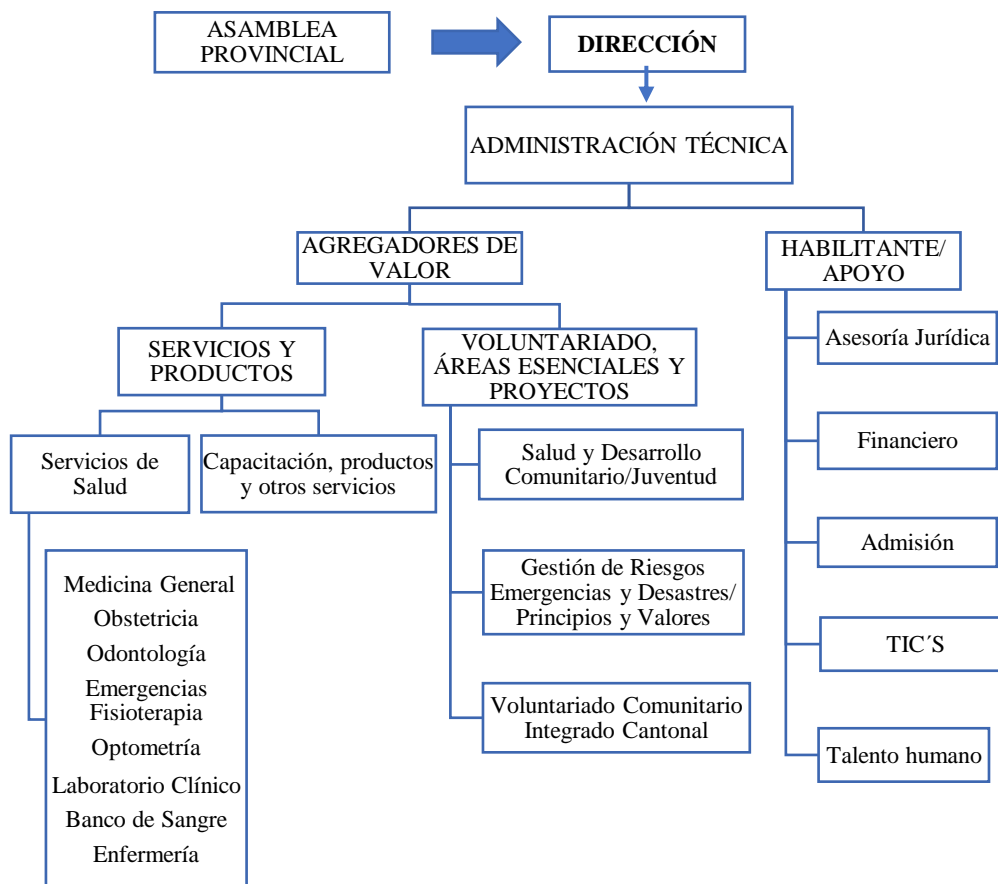 ASAMBLEA
PROVINCIAL
DIRECCIÓN
ADMINISTRACIÓN TÉCNICA
AGREGADORES DE
VALOR
HABILITANTE/
APOYO
SERVICIOS Y
PRODUCTOS
VOLUNTARIADO,
ÁREAS ESENCIALES Y
PROYECTOS
Servicios de
Salud
Capacitación, productos
y otros servicios
Medicina General
Obstetricia
Odontología
Emergencias
Fisioterapia
Optometría
Laboratorio Clínico
Banco de Sangre
Enfermería
Salud y Desarrollo
Comunitario/Juventud
Gestión de Riesgos
Emergencias y Desastres/
Principios y Valores
Voluntariado Comunitario
Integrado Cantonal
Asesoría Jurídica
Financiero
Admisión
TIC´S
Talento humano